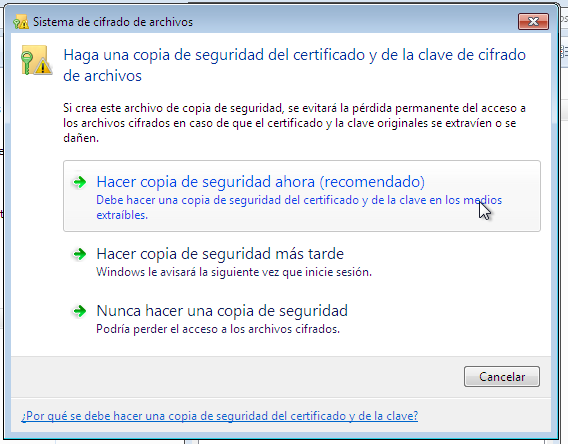 Sistema de cifrado de archivos
Haga una copia de seguridad del certificado y de la clave de cifrado
de archivos
Si crea este archivo de copia de seguridad, se evitará la pérdida permanente del acceso a
los archivos cifrados en caso de que el certificado y la clave originales se extravíen o se
dañen.
Hacer copia de seguridad ahora (recomendado)
Debe hacer una copia de seguridad del certificado y de la clave en los medios
extraíbles.
Hacer copia de seguridad más tarde
Windows le avisará la siguiente vez que inicie sesión.
Nunca hacer una copia de seguridad
Podría perder el acceso a los archivos cifrados.
Cancelar
¿Por qué se debe hacer una copia de seguridad del certificado y de la clave?